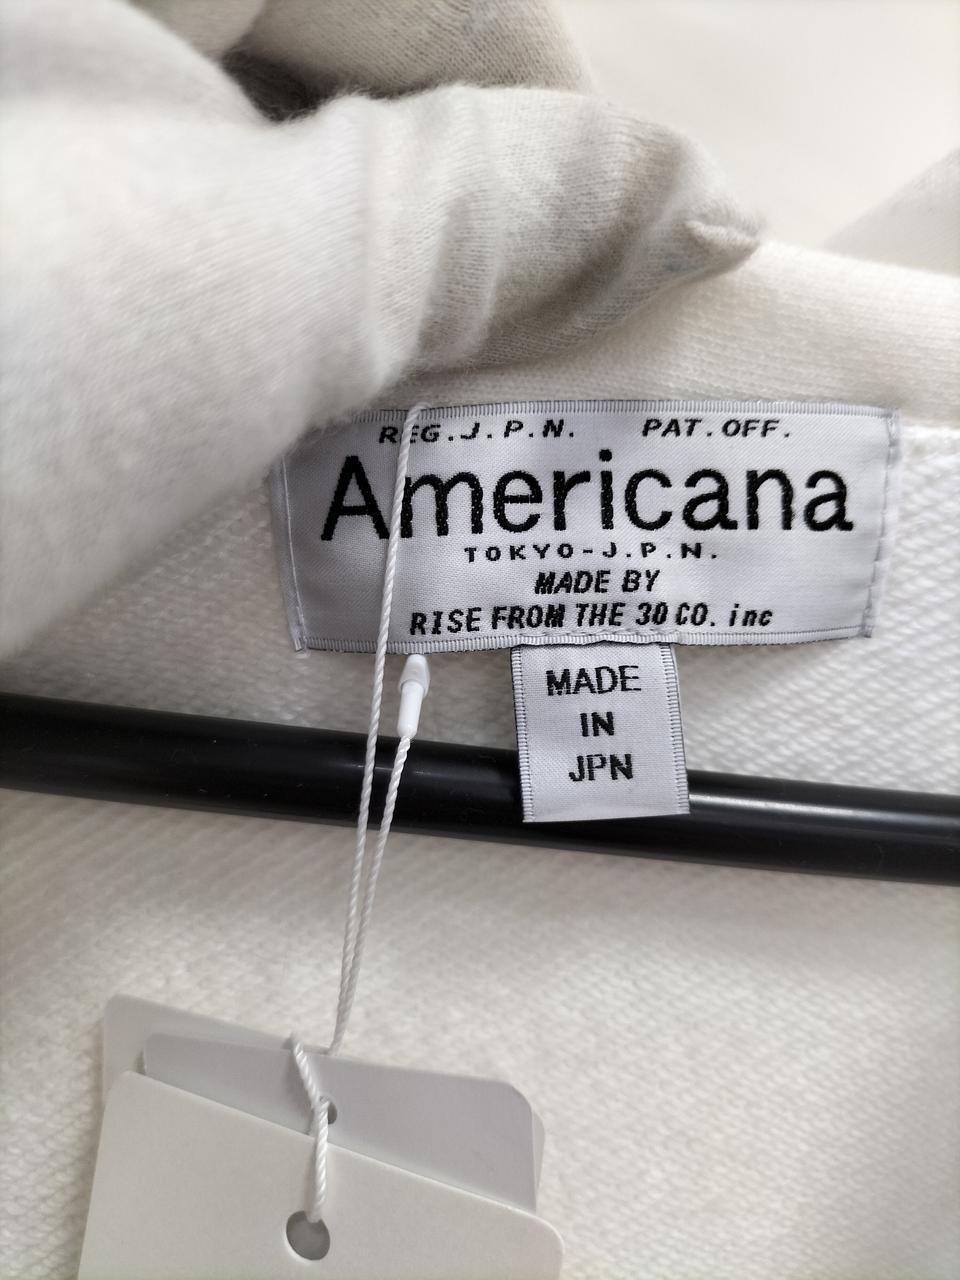 REG.J.P.N. PAT.OFF.
Americana
TOKYO-J.P.N.
MADE BY
RISE FROM THE 30 CO. inc
MADE
IN
JPN